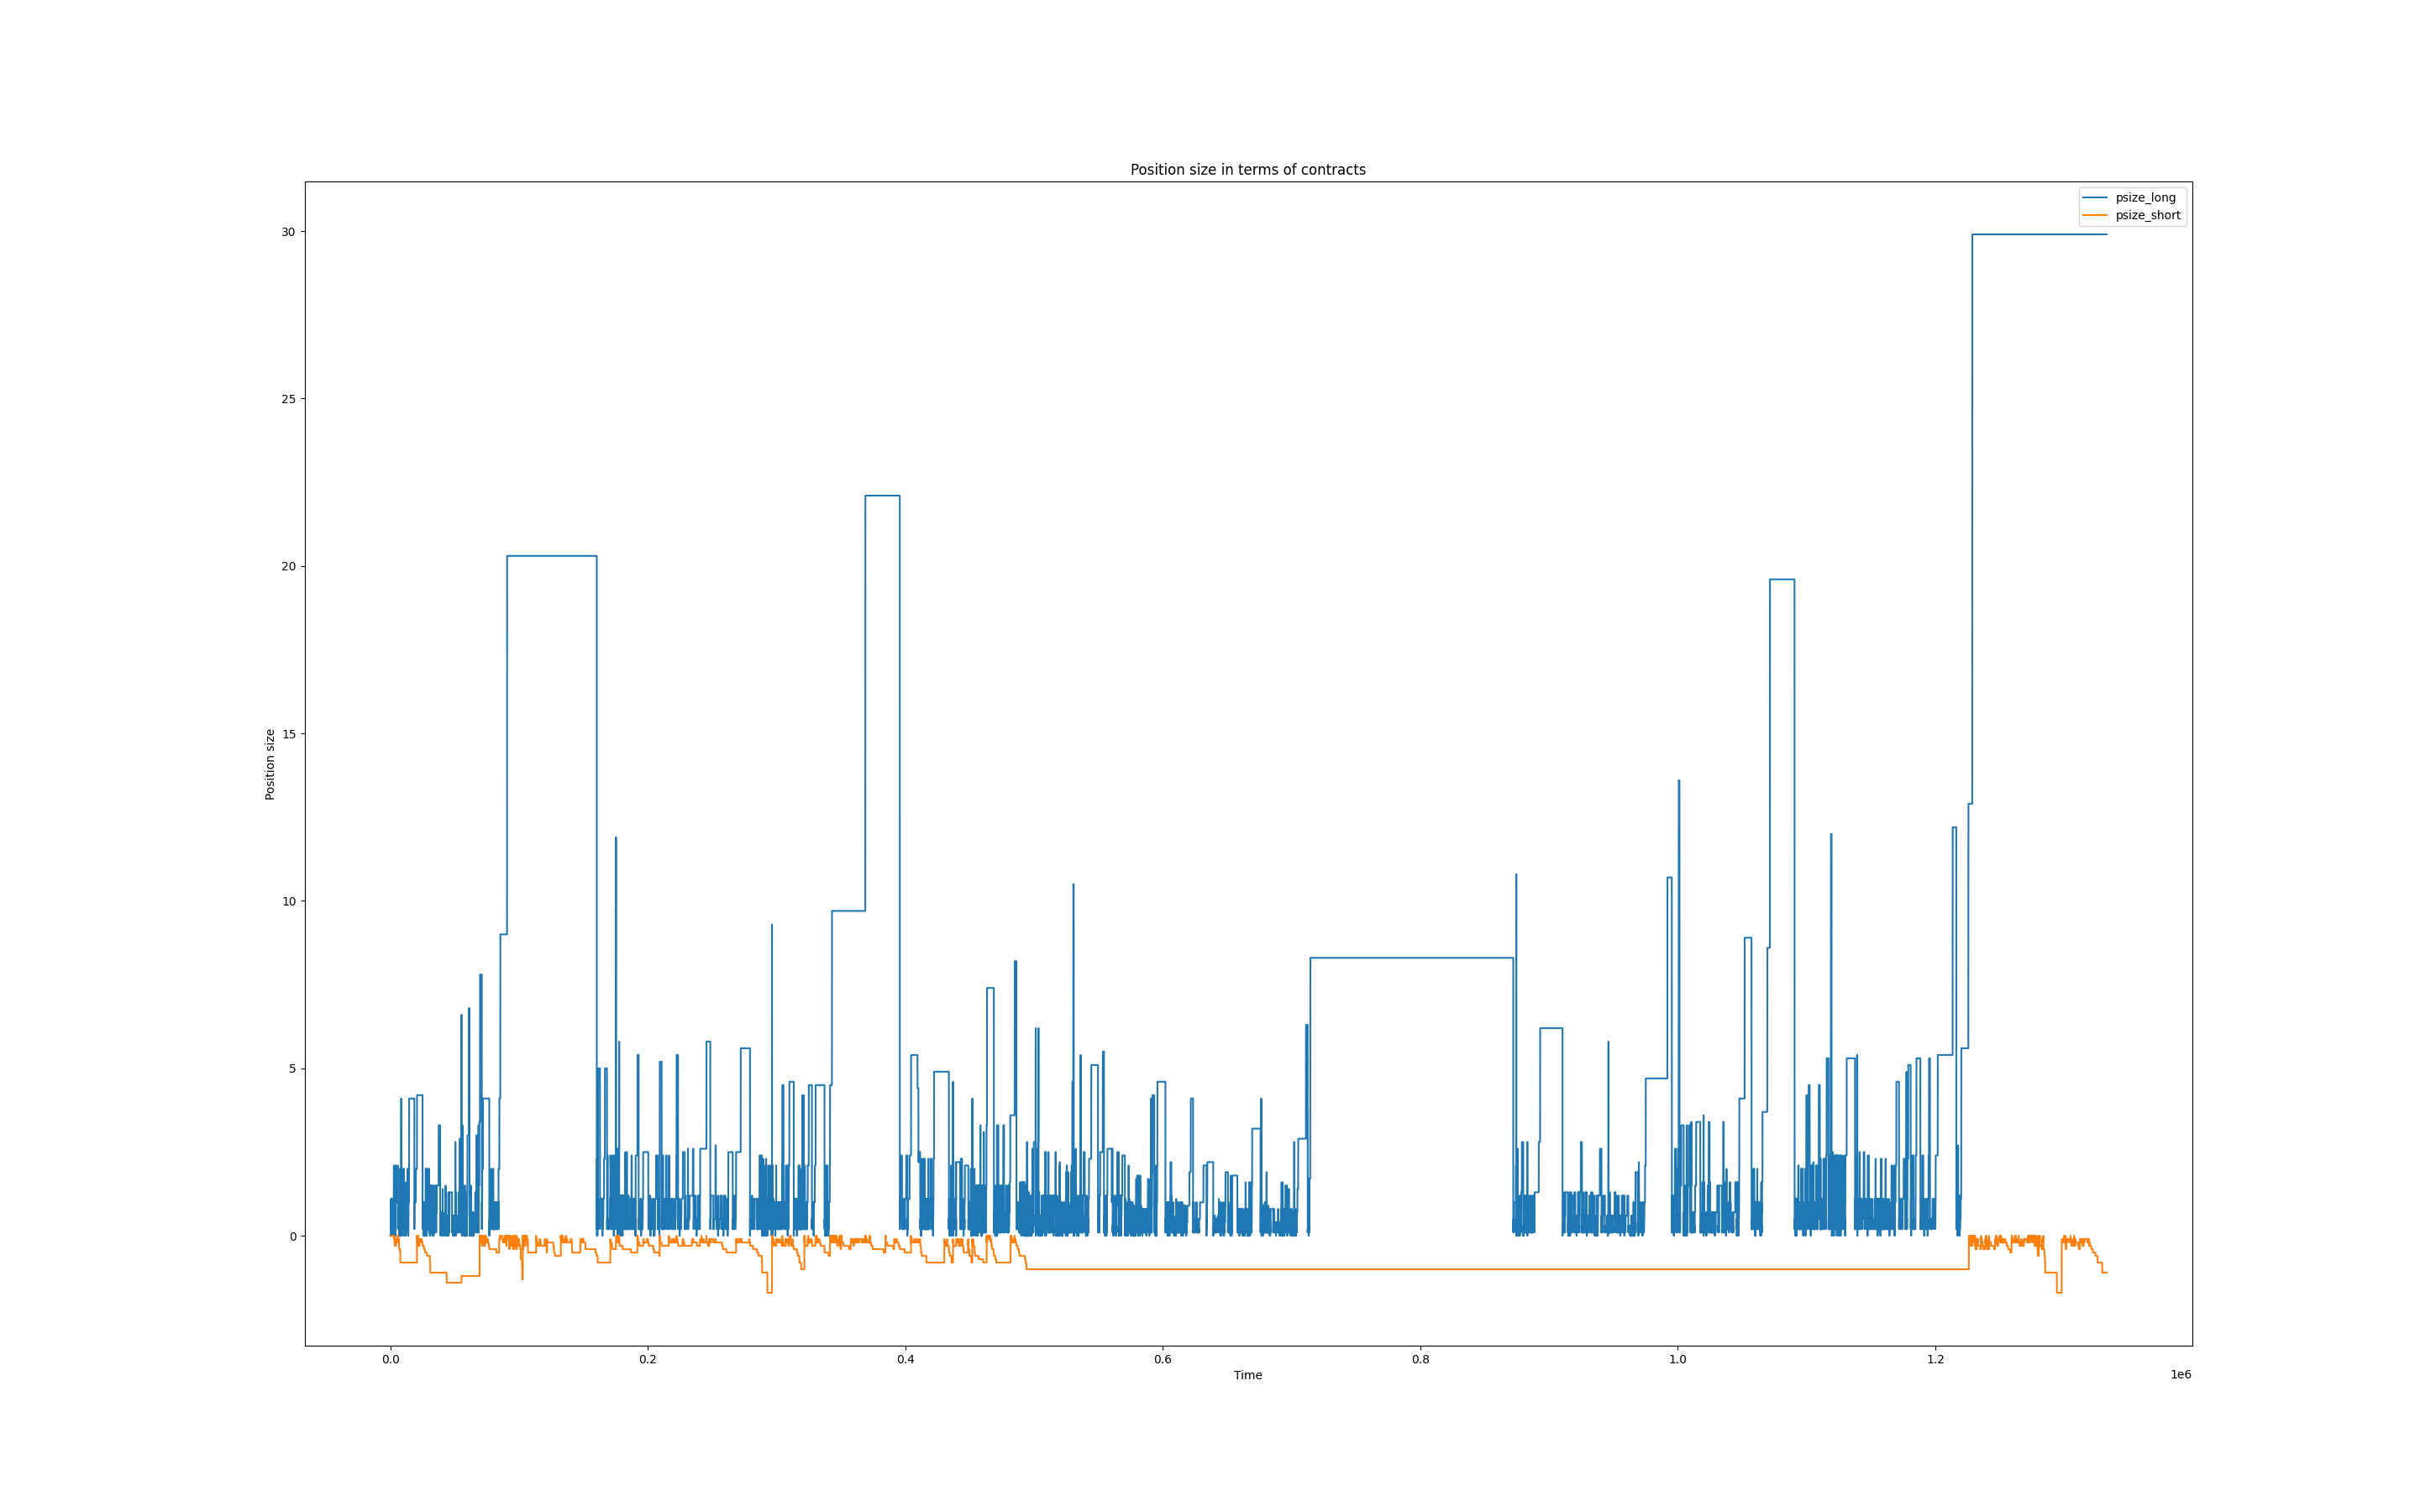 Position size in terms of contracts
psize_long
psize_short
30
25
20
15
10
5
0
Position size
0.0 0.2 0.4 0.6 0.8 1.0 1.2
Time
1e6